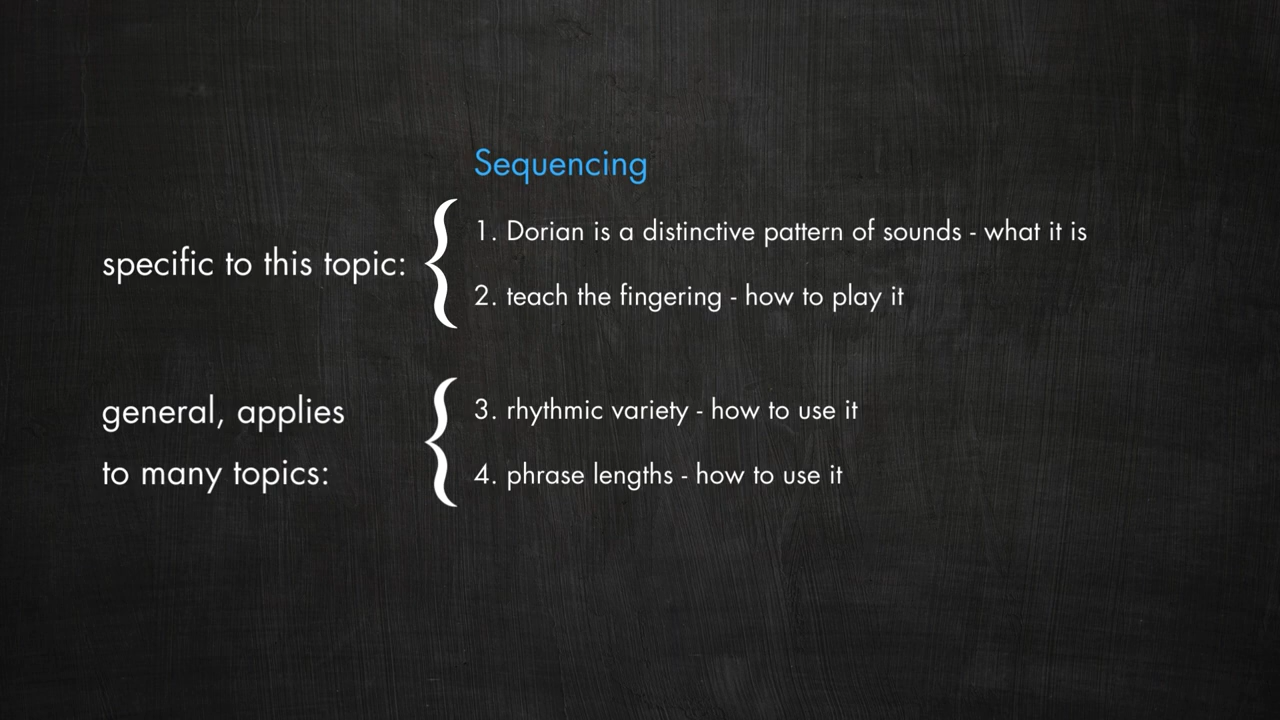 Sequencing
specific to this topic:
1. Dorian is a distinctive pattern of sounds - what it is
2. teach the fingering - how to play it
general, applies
to many topics:
3. rhythmic variety - how to use it
4. phrase lengths - how to use it